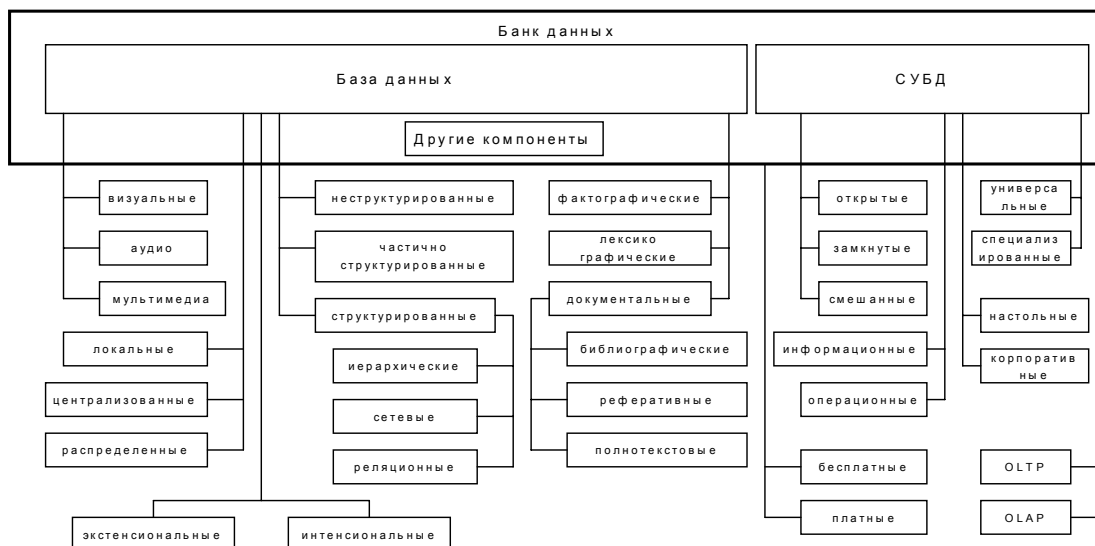 Банк данных
База данных
СУБД
Другие компоненты
визуальные
неструктурированные
фактографические
открытые
универса
льные
аудио
частично
структурированные
лексико
графические
замкнутые
специализ
ированные
мультимедиа
структурированные
документальные
смешанные
настольные
локальные
иерархические
библиографические
информационные
корпоратив
ные
централизованные
сетевые
реферативные
операционные
распределенные
реляционные
полнотекстовые
бесплатные
OLTP
экстенсиональные
интенсиональные
платные
OLAP